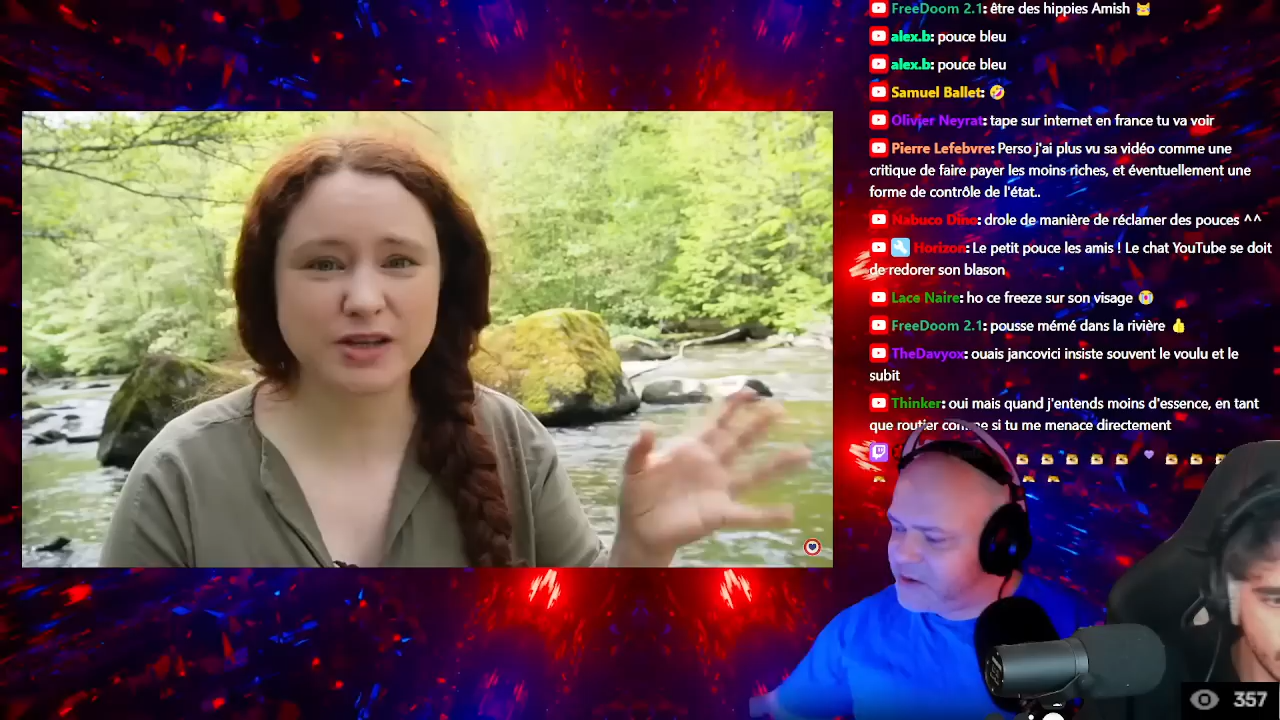 FreeDoom 2.1: être des hippies Amish
alex.b: pouce bleu
alex.b: pouce bleu
Samuel Ballet:
Olivier Neyrat: tape sur internet en france tu va voir
Pierre Lefebvre: Perso j'ai plus vu sa vidéo comme une
critique de faire payer les moins riches, et éventuellement une
forme de contrôle de l'état..
Nabuco Dino: drole de manière de réclamer des pouces ^^
Horizon: Le petit pouce les amis ! Le chat YouTube se doit
de redorer son blason
Lace Naire: ho ce freeze sur son visage
FreeDoom 2.1: pousse mémé dans la rivière
TheDavyox: ouais jancovici insiste souvent le voulu et le
subit
Thinker: oui mais quand j'entends moins d'essence, en tant
que routier comme si tu me menace directement
357